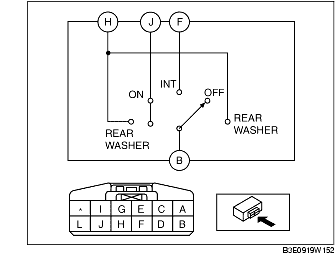 H J F
INT
OFF
ON
REAR
WASHER
REAR
WASHER
B
* I G E C A
L J H F D B
B3E0919W152